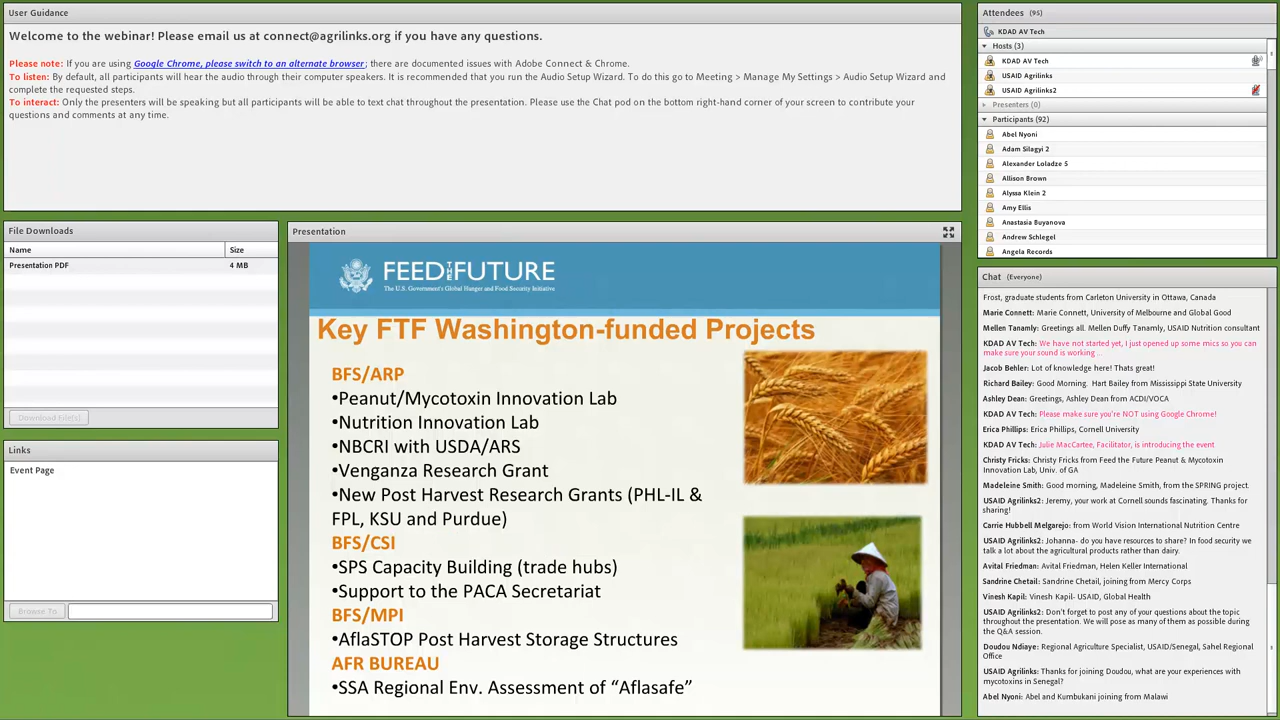 User Guidance
Welcome to the webinar! Please email us at connect@agrilinks.org if you have any questions.
Please note: If you are using Google Chrome, please switch to an alternate browser; there are documented issues with Adobe Connect & Chrome.
To listen: By default, all participants will hear the audio through their computer speakers. It is recommended that you run the Audio Setup Wizard. To do this go to Meeting > Manage My Settings > Audio Setup Wizard and
complete the requested steps.
To interact: Only the presenters will be speaking but all participants will be able to text chat throughout the presentation. Please use the Chat pod on the bottom right-hand corner of your screen to contribute your
questions and comments at any time.
File Downloads
Name Size
Presentation PDF 4 MB
Download File(s)
Links
Event Page
Browse To
Presentation
FEED THE FUTURE
The U.S. Government's Global Hunger and Food Security Initiative
Key FTF Washington-funded Projects
BFS/ARP
•Peanut/Mycotoxin Innovation Lab
•Nutrition Innovation Lab
•NBCRI with USDA/ARS
•Venganza Research Grant
•New Post Harvest Research Grants (PHL-IL &
FPL, KSU and Purdue)
BFS/CSI
•SPS Capacity Building (trade hubs)
•Support to the PACA Secretariat
BFS/MPI
•AflaSTOP Post Harvest Storage Structures
AFR BUREAU
•SSA Regional Env. Assessment of “Aflasafe”
Attendees (95)
KDAD AV Tech
Hosts (3)
KDAD AV Tech
USAID Agrilinks
USAID Agrilinks2
Presenters (0)
Participants (92)
Abel Nyoni
Adam Silagyi 2
Alexander Loladze 5
Allison Brown
Alyssa Klein 2
Amy Ellis
Anastasia Buyanova
Andrew Schlegel
Angela Records
Chat (Everyone)
Frost, graduate students from Carleton University in Ottawa, Canada
Marie Connett: Marie Connett, University of Melbourne and Global Good
Mellen Tanamly: Greetings all. Mellen Duffy Tanamly, USAID Nutrition consultant
KDAD AV Tech: We have not started yet, I just opened up some mics so you can
make sure your sound is working ...
Jacob Behler: Lot of knowledge here! Thats great!
Richard Bailey: Good Morning. Hart Bailey from Mississippi State University
Ashley Dean: Greetings, Ashley Dean from ACDI/VOCA
KDAD AV Tech: Please make sure you're NOT using Google Chrome!
Erica Phillips: Erica Phillips, Cornell University
KDAD AV Tech: Julie MacCartee, Facilitator, is introducing the event
Christy Fricks: Christy Fricks from Feed the Future Peanut & Mycotoxin
Innovation Lab, Univ. of GA
Madeleine Smith: Good morning, Madeleine Smith, from the SPRING project.
USAID Agrilinks2: Jeremy, your work at Cornell sounds fascinating. Thanks for
sharing!
Carrie Hubbell Melgarejo: from World Vision International Nutrition Centre
USAID Agrilinks2: Johanna- do you have resources to share? In food security we
talk a lot about the agricultural products rather than dairy.
Avital Friedman: Avital Friedman, Helen Keller International
Sandrine Chetail: Sandrine Chetail, joining from Mercy Corps
Vinesh Kapil: Vinesh Kapil- USAID, Global Health
USAID Agrilinks2: Don't forget to post any of your questions about the topic
throughout the presentation. We will pose as many of them as possible during
the Q&A session.
Doudou Ndiaye: Regional Agriculture Specialist, USAID/Senegal, Sahel Regional
Office
USAID Agrilinks: Thanks for joining Doudou, what are your experiences with
mycotoxins in Senegal?
Abel Nyoni: Abel and Kumbukani joining from Malawi